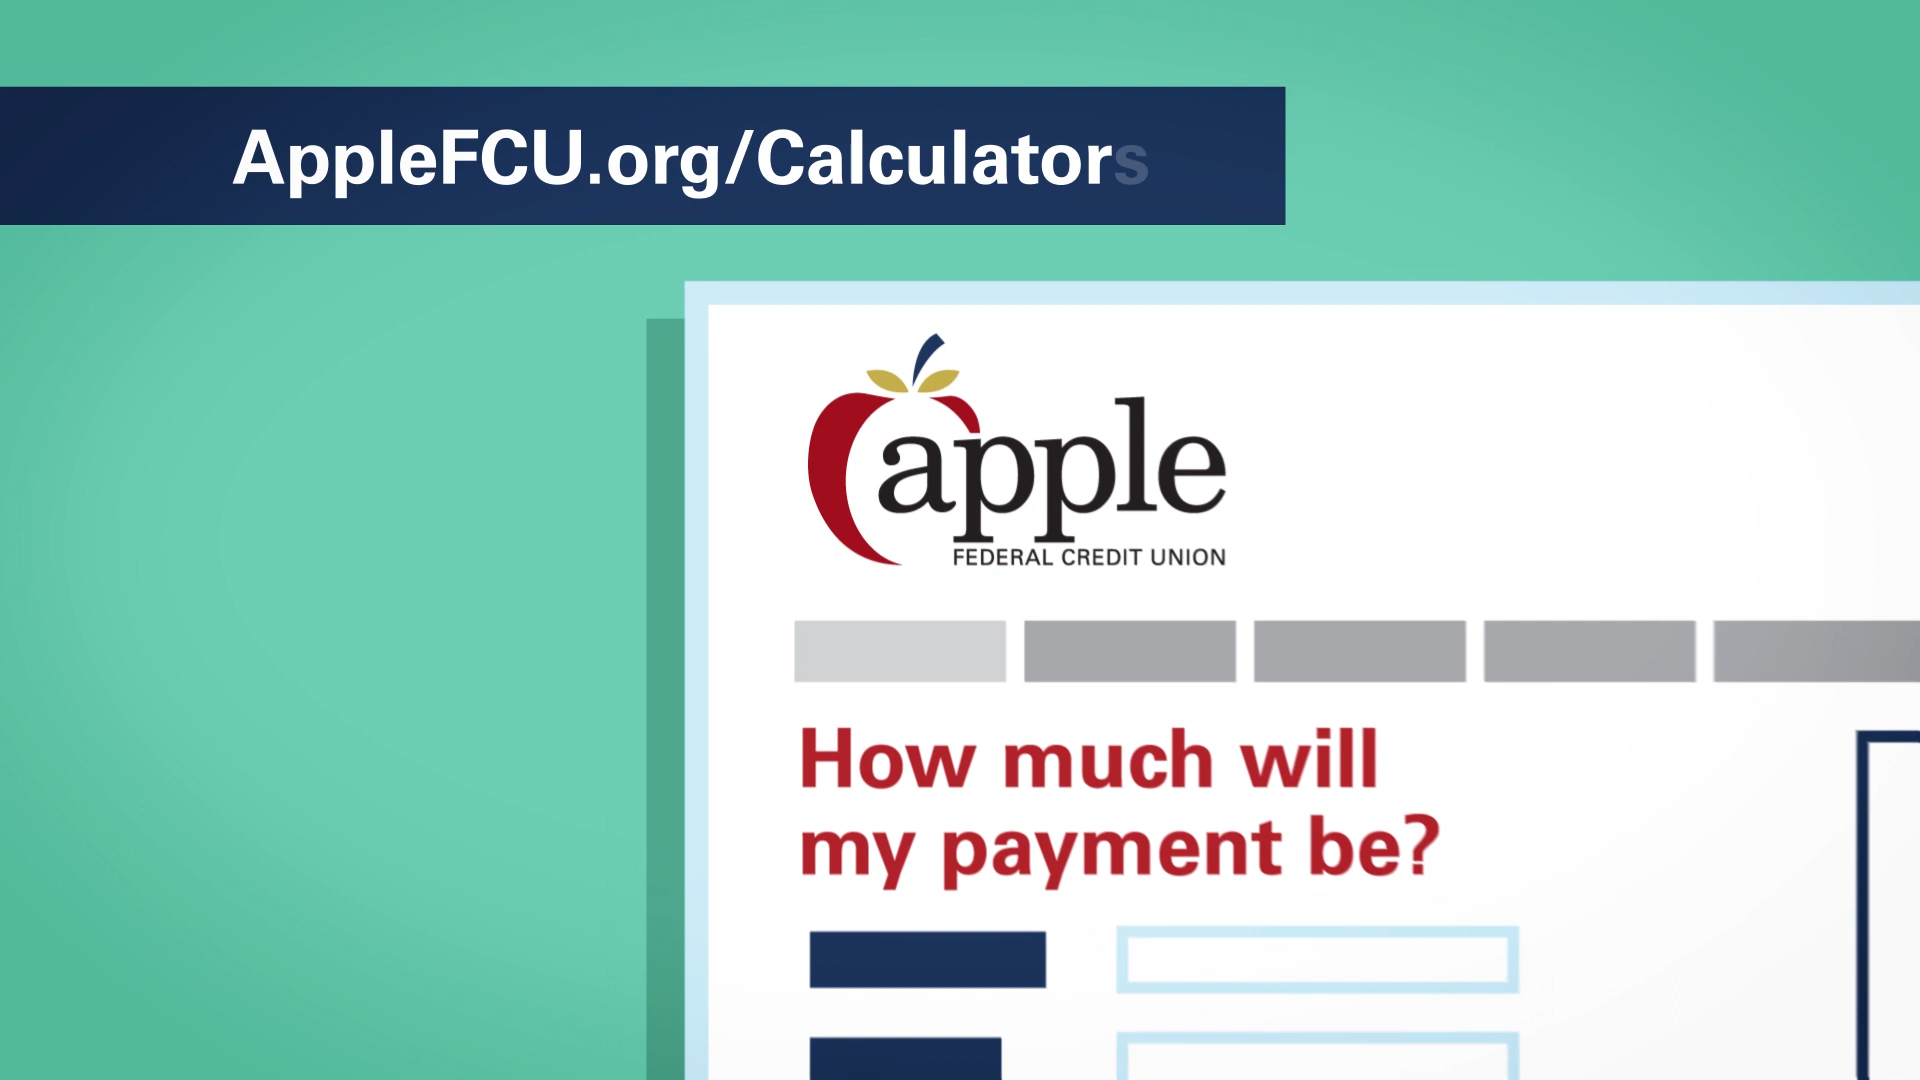 AppleFCU.org/Calculators
apple
FEDERAL CREDIT UNION
How much will
my payment be?